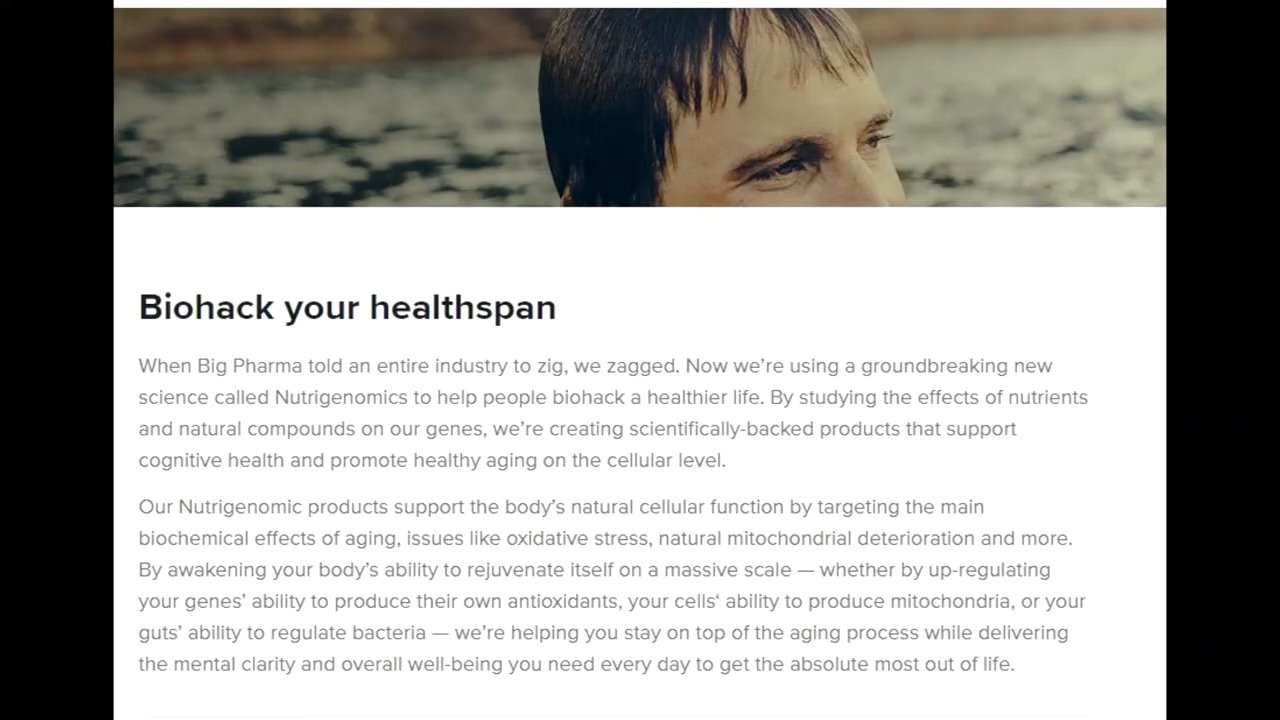 Biohack your healthspan
When Big Pharma told an entire industry to zig, we zagged. Now we’re using a groundbreaking new
science called Nutrigenomics to help people biohack a healthier life. By studying the effects of nutrients
and natural compounds on our genes, we’re creating scientifically-backed products that support
cognitive health and promote healthy aging on the cellular level.
Our Nutrigenomic products support the body’s natural cellular function by targeting the main
biochemical effects of aging, issues like oxidative stress, natural mitochondrial deterioration and more.
By awakening your body’s ability to rejuvenate itself on a massive scale — whether by up-regulating
your genes’ ability to produce their own antioxidants, your cells‘ ability to produce mitochondria, or your
guts’ ability to regulate bacteria — we’re helping you stay on top of the aging process while delivering
the mental clarity and overall well-being you need every day to get the absolute most out of life.